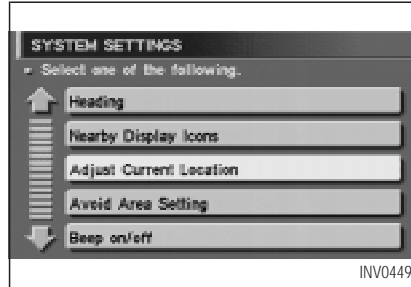 SYSTEM SETTINGS
Select one of the following.
Heading
Nearby Display Icons
Adjust Current Location
Avoid Area Setting
Beep on/off
INV0449